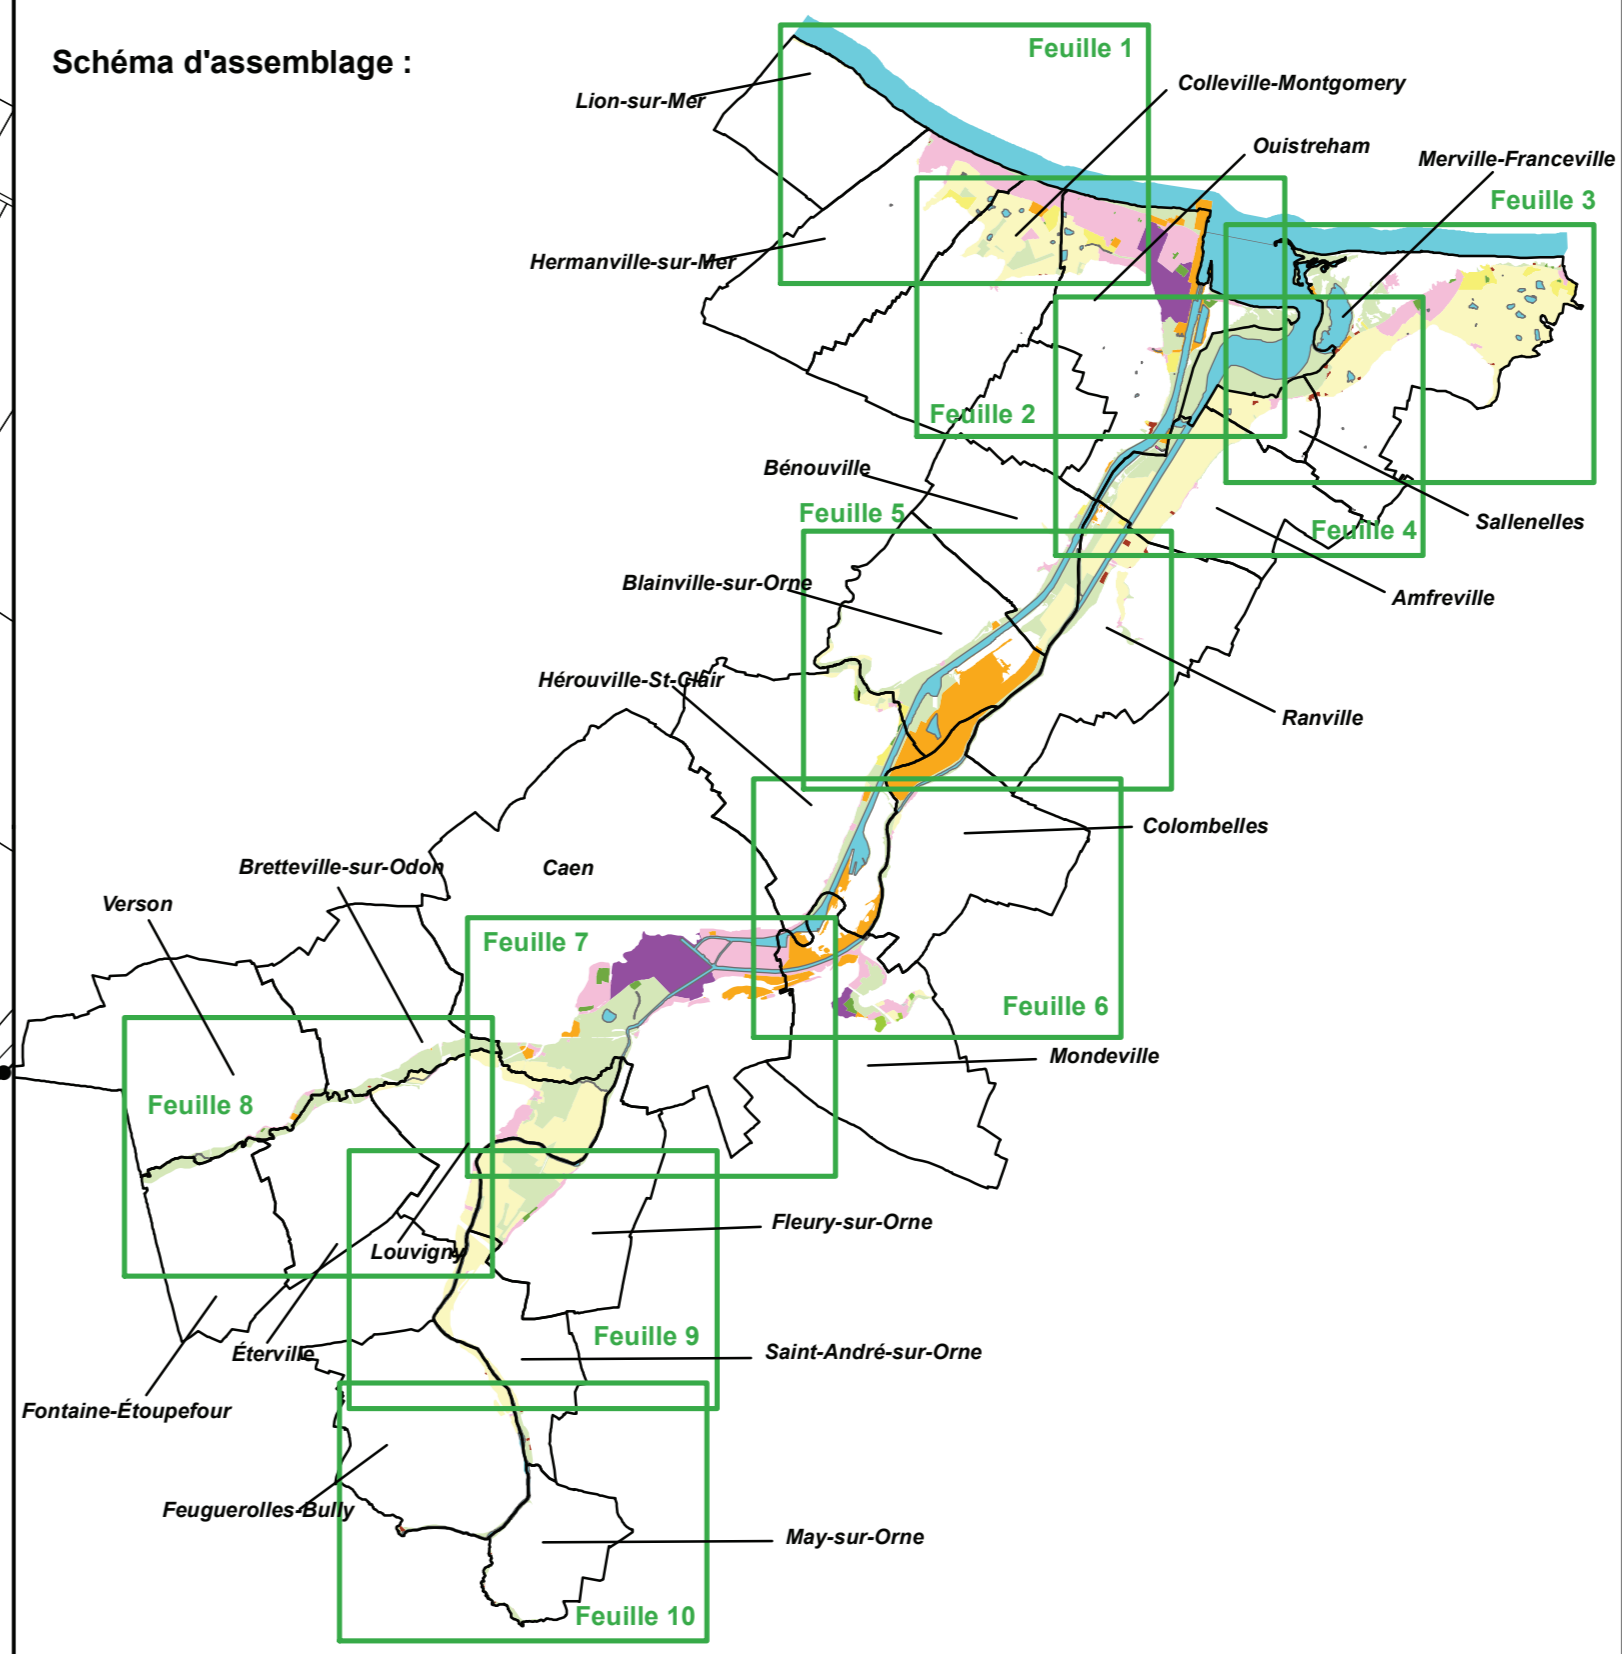 Schéma d'assemblage :
Feuille 1
Lion-sur-Mer
Colleville-Montgomery
Ouistreham
Merville-Franceville
Feuille 3
Hermanville-sur-Mer
Feuille 2
Bénouville
Feuille 5
Sallenelles
Feuille 4
Blainville-sur-Orne
Amfreville
Hérouville-St-Clair
Ranville
Colombelles
Bretteville-sur-Odon
Caen
Verson
Feuille 7
Feuille 6
Mondeville
Feuille 8
Fleury-sur-Orne
Louvigny
Feuille 9
Éterville
Saint-André-sur-Orne
Fontaine-Étoupefour
Feuguerolles-Bully
May-sur-Orne
Feuille 10